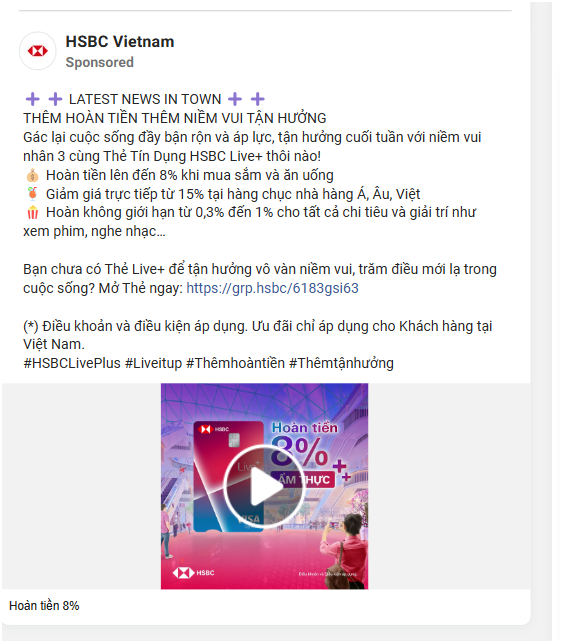 HSBC Vietnam
Sponsored
➕ ➕ LATEST NEWS IN TOWN ➕ ➕
THÊM HOÀN TIỀN THÊM NIỀM VUI TẬN HƯỞNG
Gác lại cuộc sống đầy bận rộn và áp lực, tận hưởng cuối tuần với niềm vui
nhân 3 cùng Thẻ Tín Dụng HSBC Live+ thôi nào!
💰 Hoàn tiền lên đến 8% khi mua sắm và ăn uống
🍹 Giảm giá trực tiếp từ 15% tại hàng chục nhà hàng Á, Âu, Việt
🍿 Hoàn không giới hạn từ 0,3% đến 1% cho tất cả chi tiêu và giải trí như
xem phim, nghe nhạc…
Bạn chưa có Thẻ Live+ để tận hưởng vô vàn niềm vui, trăm điều mới lạ trong
cuộc sống? Mở Thẻ ngay: https://grp.hsbc/6183gsi63
(*) Điều khoản và điều kiện áp dụng. Ưu đãi chỉ áp dụng cho Khách hàng tại
Việt Nam.
#HSBCLivePlus #Liveitup #Thêmhoàntiền #Thêmtậnhưởng
HSBC
Live+
VISA
Hoàn tiền
8%
ẨM THỰC
HSBC
Điều khoản và điều kiện áp dụng.
Hoàn tiền 8%